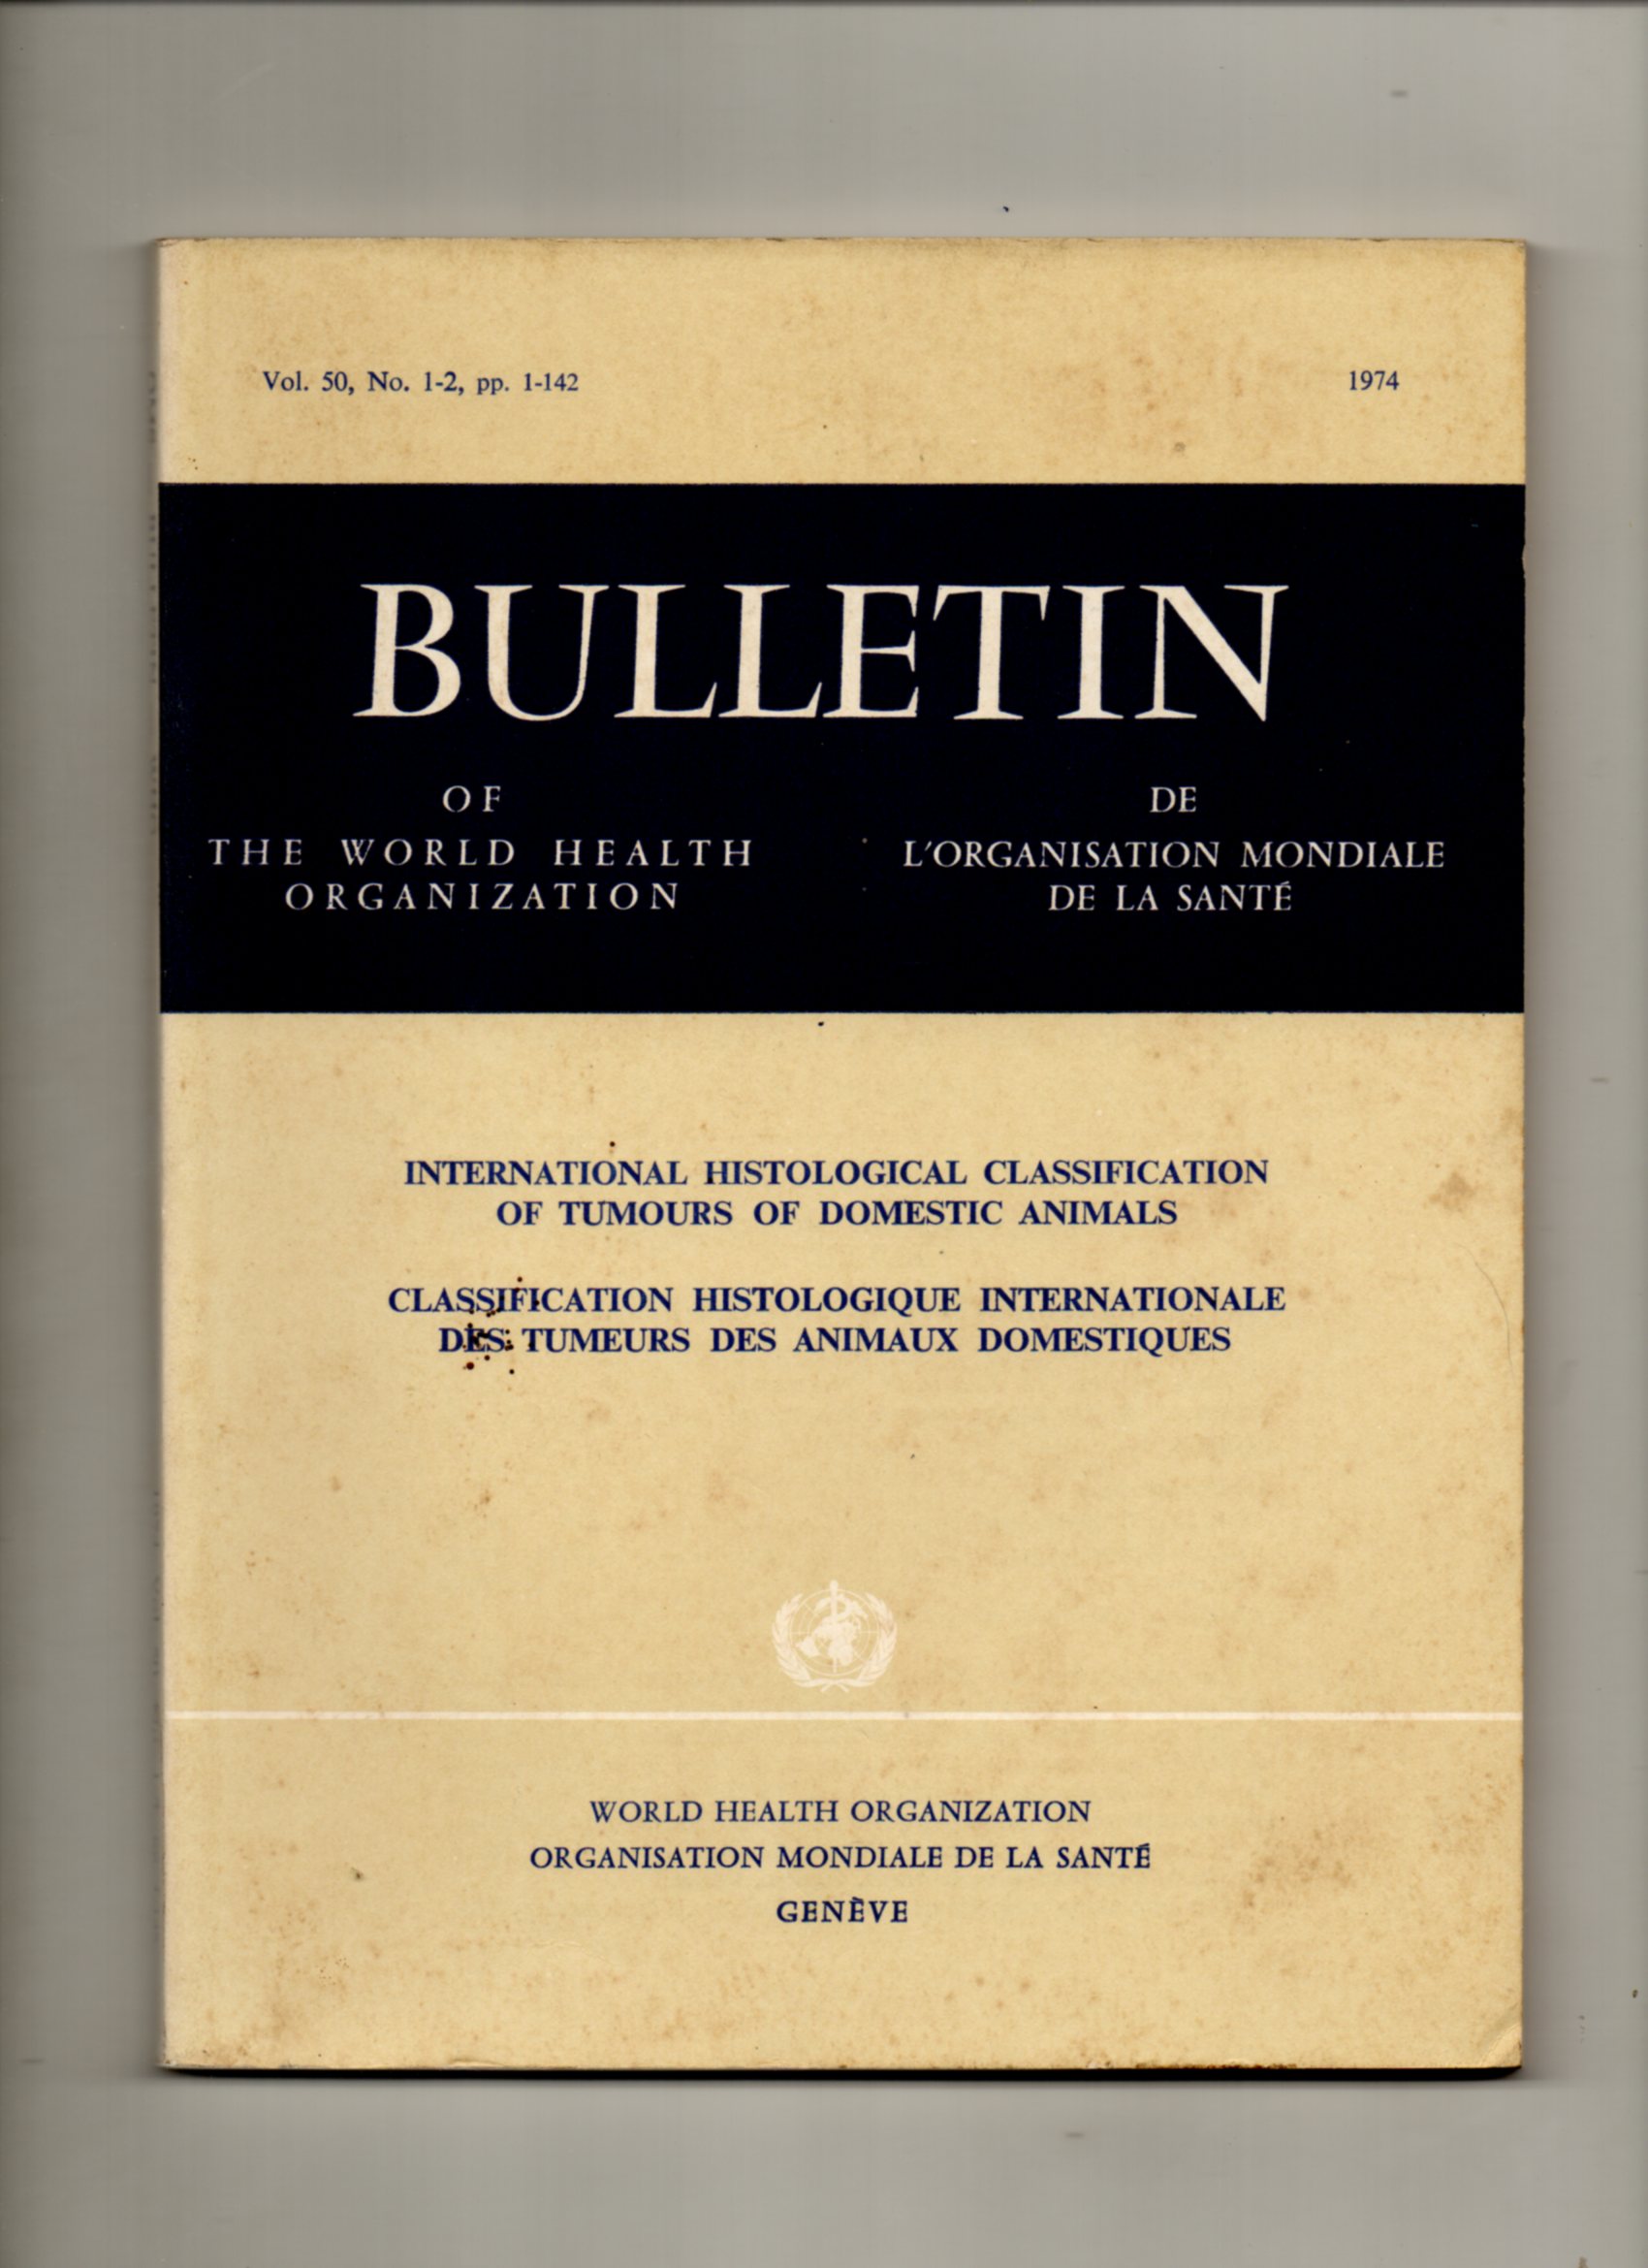 Vol. 50, No. 1-2, pp. 1-142 1974
BULLETIN
OF
THE WORLD HEALTH
ORGANIZATION
DE
L'ORGANISATION MONDIALE
DE LA SANTÉ
INTERNATIONAL HISTOLOGICAL CLASSIFICATION
OF TUMOURS OF DOMESTIC ANIMALS
CLASSIFICATION HISTOLOGIQUE INTERNATIONALE
DES TUMEURS DES ANIMAUX DOMESTIQUES
WORLD HEALTH ORGANIZATION
ORGANISATION MONDIALE DE LA SANTÉ
GENÈVE